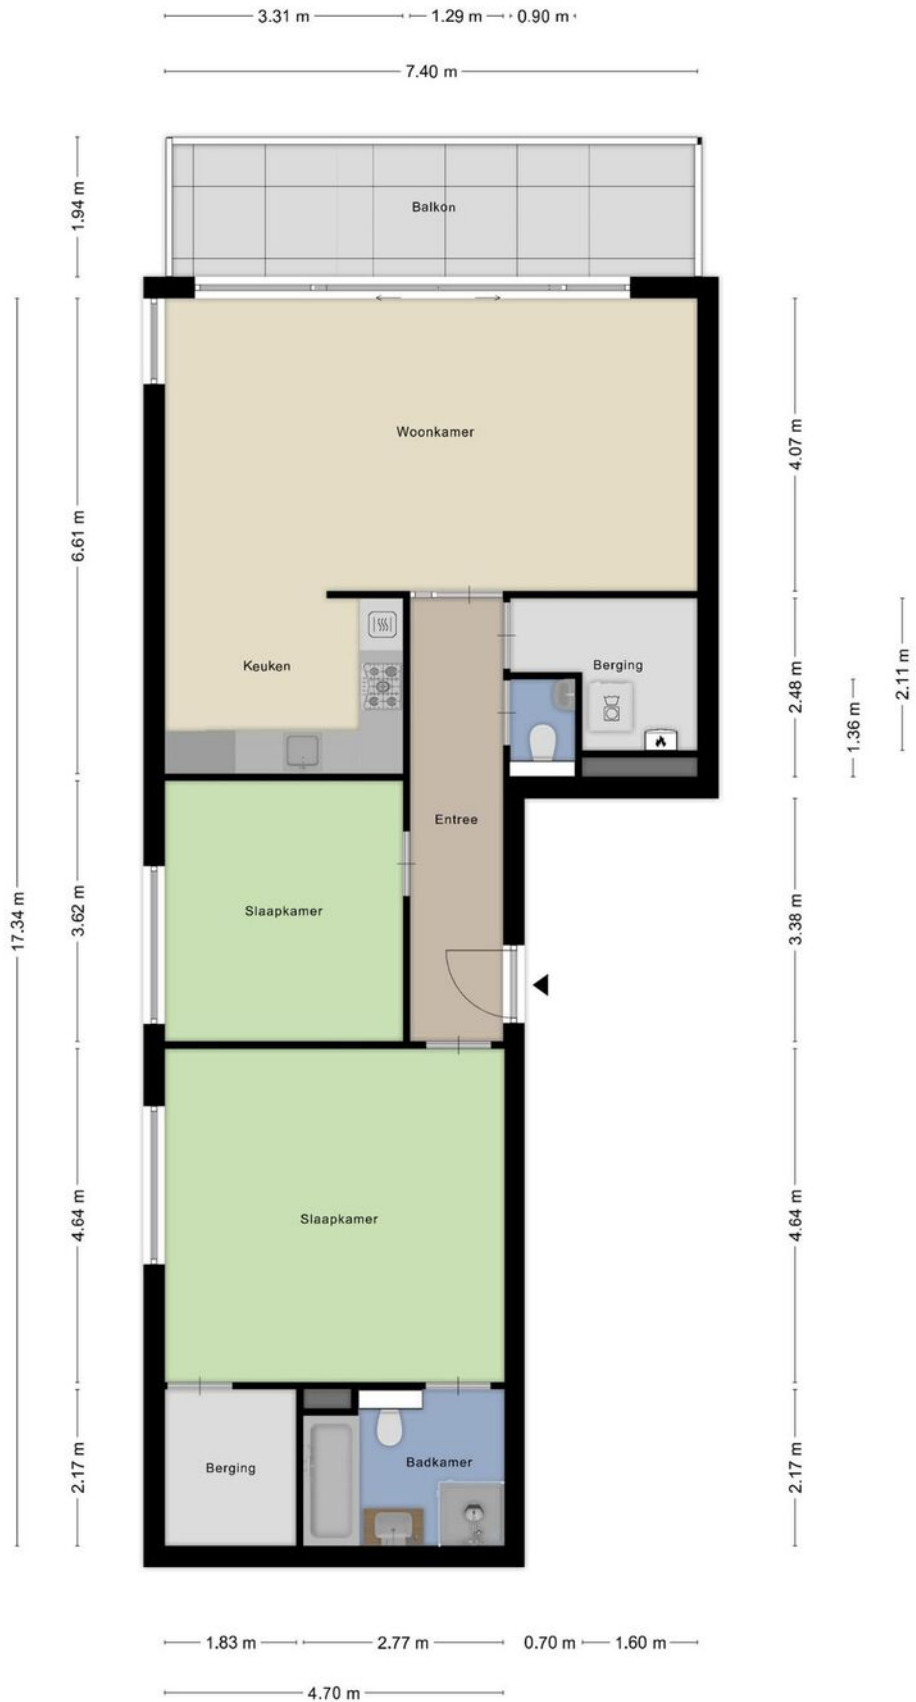 3.31 m
1.29 m
0.90 m
7.40 m
1.94 m
Balkon
17.34 m
6.61 m
Woonkamer
4.07 m
Keuken
Berging
2.48 m
1.36 m
2.11 m
Entree
3.62 m
Slaapkamer
3.38 m
4.64 m
Slaapkamer
4.64 m
2.17 m
Berging
Badkamer
2.17 m
1.83 m
2.77 m
0.70 m
1.60 m
4.70 m